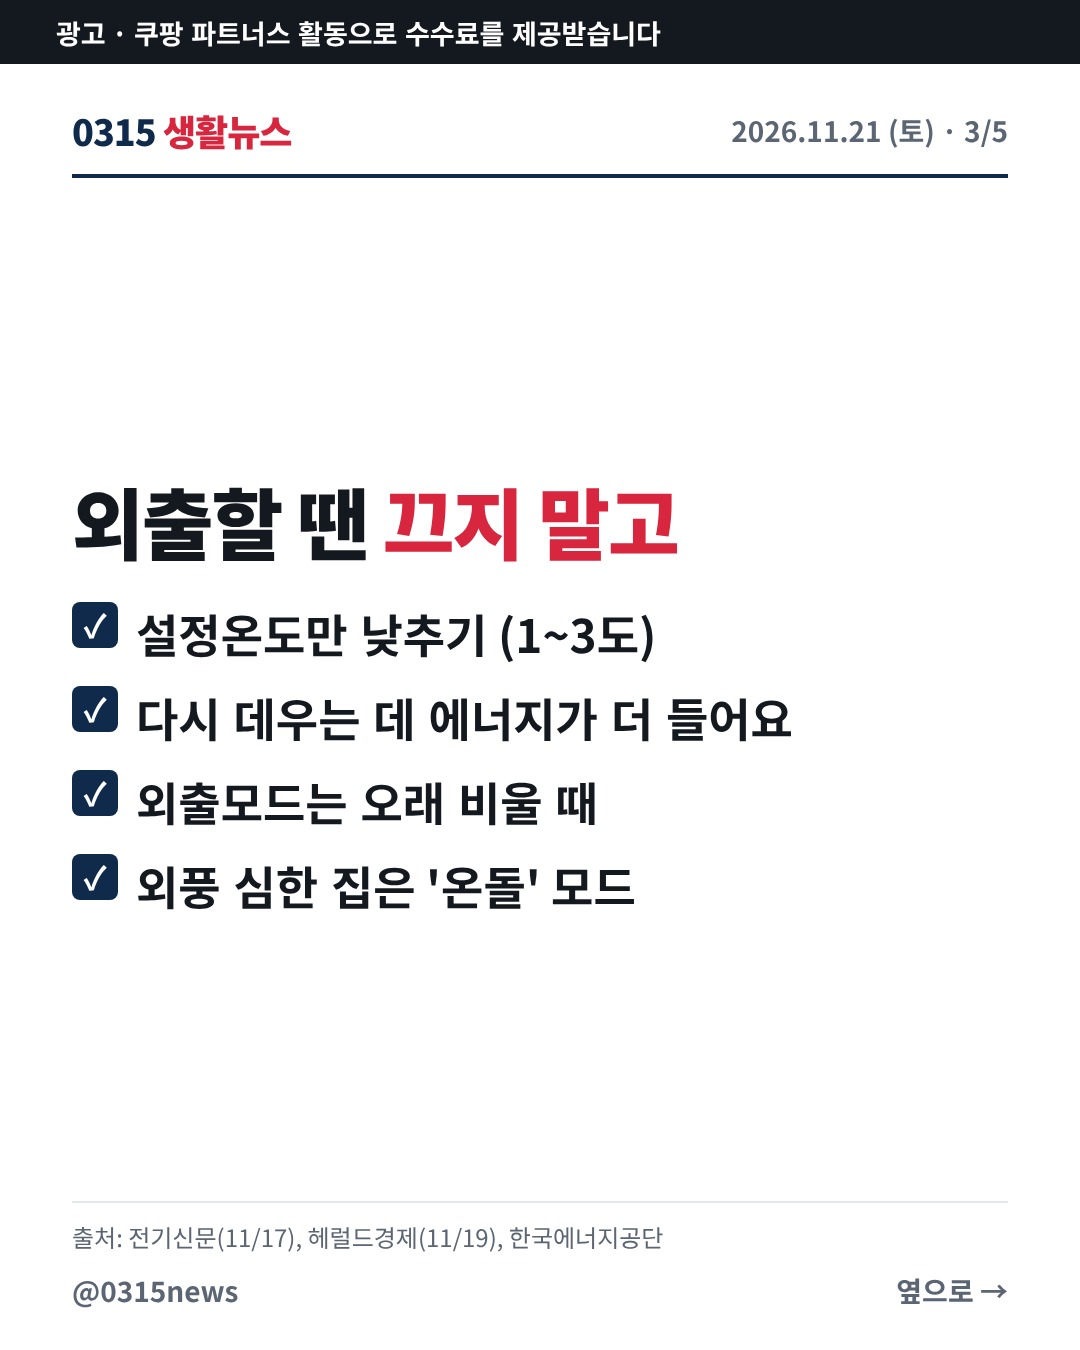 광고 · 쿠팡 파트너스 활동으로 수수료를 제공받습니다
0315 생활뉴스
2026.11.21 (토) · 3/5
외출할 땐 끄지 말고
✓ 설정온도만 낮추기 (1~3도)
✓ 다시 데우는 데 에너지가 더 들어요
✓ 외출모드는 오래 비울 때
✓ 외풍 심한 집은 '온돌' 모드
출처: 전기신문(11/17), 헤럴드경제(11/19), 한국에너지공단
@0315news
옆으로 →